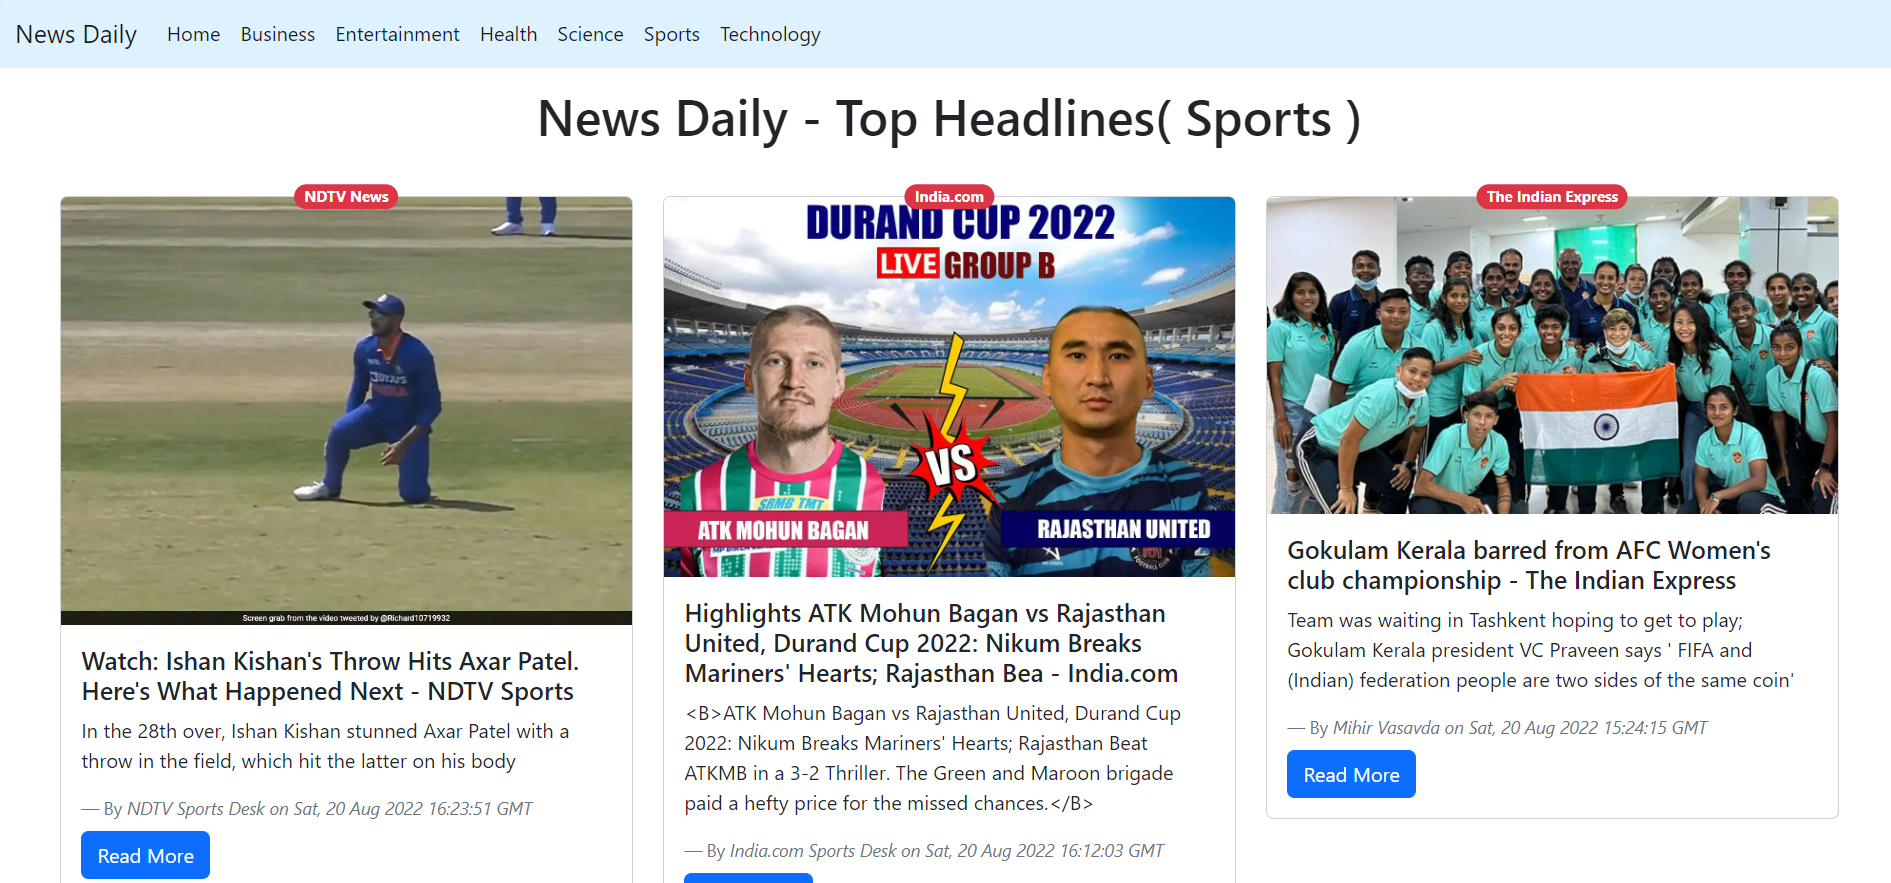 News Daily Home Business Entertainment Health Science Sports Technology
News Daily - Top Headlines( Sports )
NDTV News
BYJU'S
Screen grab from the video tweeted by @Richard10719932
Watch: Ishan Kishan's Throw Hits Axar Patel.
Here's What Happened Next - NDTV Sports
In the 28th over, Ishan Kishan stunned Axar Patel with a
throw in the field, which hit the latter on his body
— By NDTV Sports Desk on Sat, 20 Aug 2022 16:23:51 GMT
Read More
India.com
DURAND CUP 2022
LIVE GROUP B
VS
SRMB TMT
ATK MOHUN BAGAN
RAJASTHAN UNITED
Highlights ATK Mohun Bagan vs Rajasthan
United, Durand Cup 2022: Nikum Breaks
Mariners' Hearts; Rajasthan Bea - India.com
<B>ATK Mohun Bagan vs Rajasthan United, Durand Cup
2022: Nikum Breaks Mariners' Hearts; Rajasthan Beat
ATKMB in a 3-2 Thriller. The Green and Maroon brigade
paid a hefty price for the missed chances.</B>
— By India.com Sports Desk on Sat, 20 Aug 2022 16:12:03 GMT
The Indian Express
Gokulam Kerala barred from AFC Women's
club championship - The Indian Express
Team was waiting in Tashkent hoping to get to play;
Gokulam Kerala president VC Praveen says ' FIFA and
(Indian) federation people are two sides of the same coin'
— By Mihir Vasavda on Sat, 20 Aug 2022 15:24:15 GMT
Read More